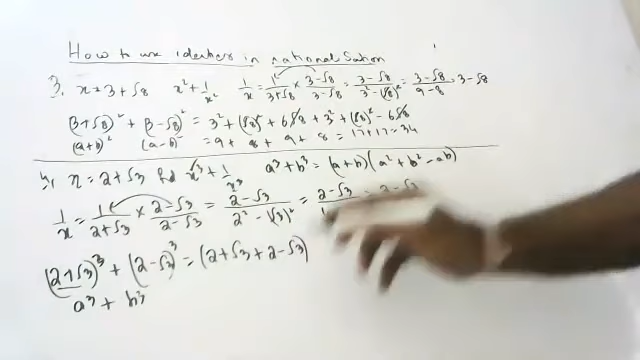 How to use identities in rationalisation
3. x = 3+√8 x² + 1/x² 1/x = 1/3+√8 × 3-√8/3-√8 = 3-√8/3²-(√8)² = 3-√8/9-8 = 3-√8
(3+√8)² + (3-√8)² = 3² + (√8)² + 6√8 + 3² + (√8)² - 6√8
(a+b)² (a-b)² = 9 + 8 + 9 + 8 = 17+17 = 34
4. x = 2+√3 x³ + 1/x³ a³ + b³ = (a+b)(a² + b² - ab)
1/x = 1/2+√3 × 2-√3/2-√3 = 2-√3/2²-(√3)² = 2-√3 = 2-√3
(2+√3)³ + (2-√3)³ = (2+√3 + 2-√3)
a³ + b³